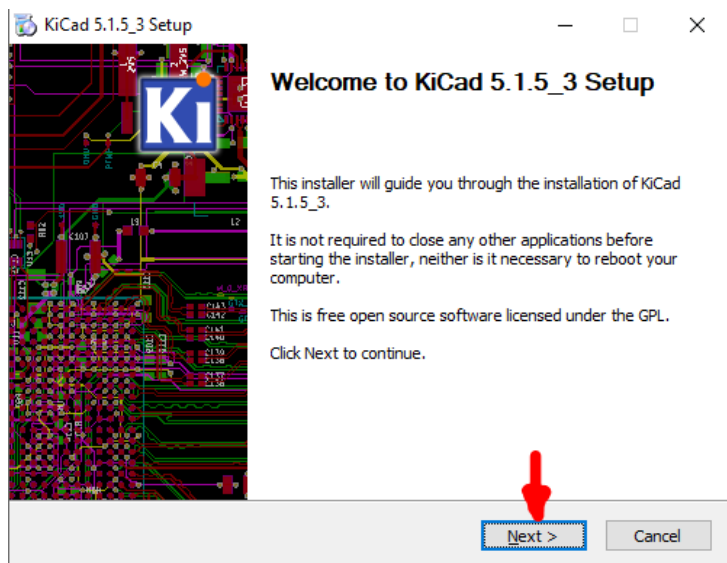 KiCad 5.1.5_3 Setup
Ki
Welcome to KiCad 5.1.5_3 Setup
This installer will guide you through the installation of KiCad
5.1.5_3.
It is not required to close any other applications before
starting the installer, neither is it necessary to reboot your
computer.
This is free open source software licensed under the GPL.
Click Next to continue.
Next >
Cancel